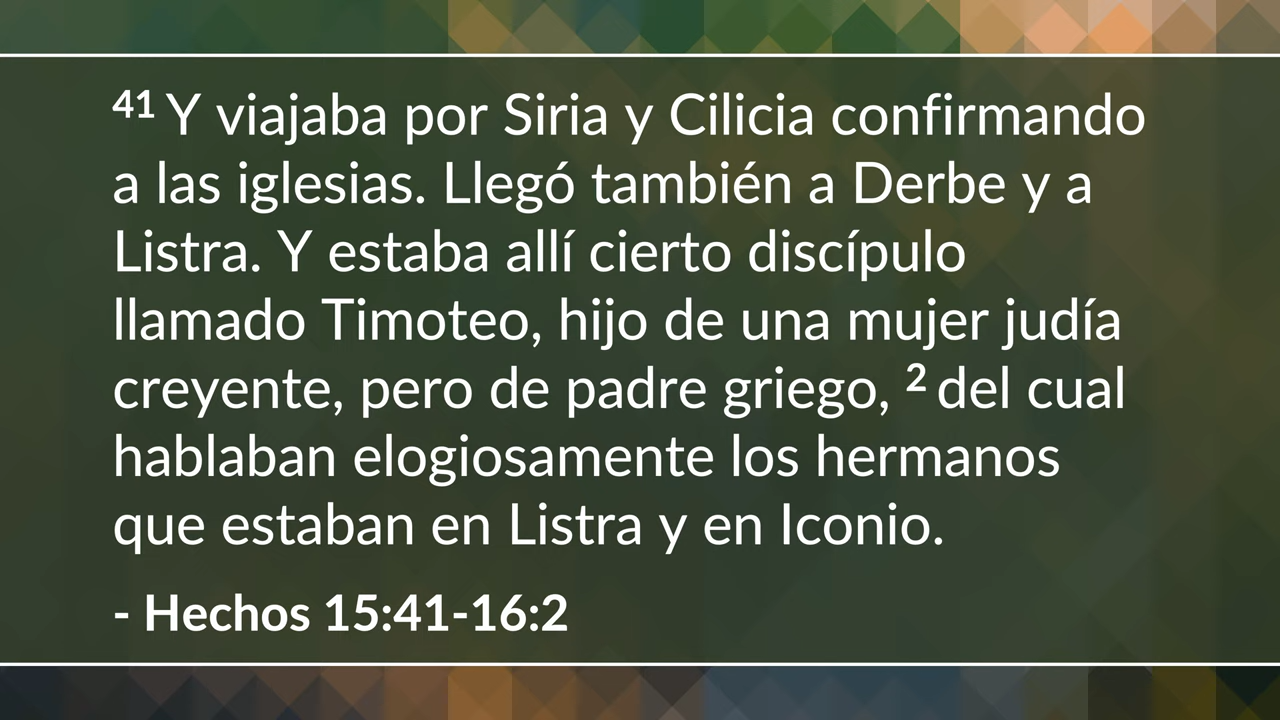 41 Y viajaba por Siria y Cilicia confirmando
a las iglesias. Llegó también a Derbe y a
Listra. Y estaba allí cierto discípulo
llamado Timoteo, hijo de una mujer judía
creyente, pero de padre griego, 2 del cual
hablaban elogiosamente los hermanos
que estaban en Listra y en Iconio.
- Hechos 15:41-16:2